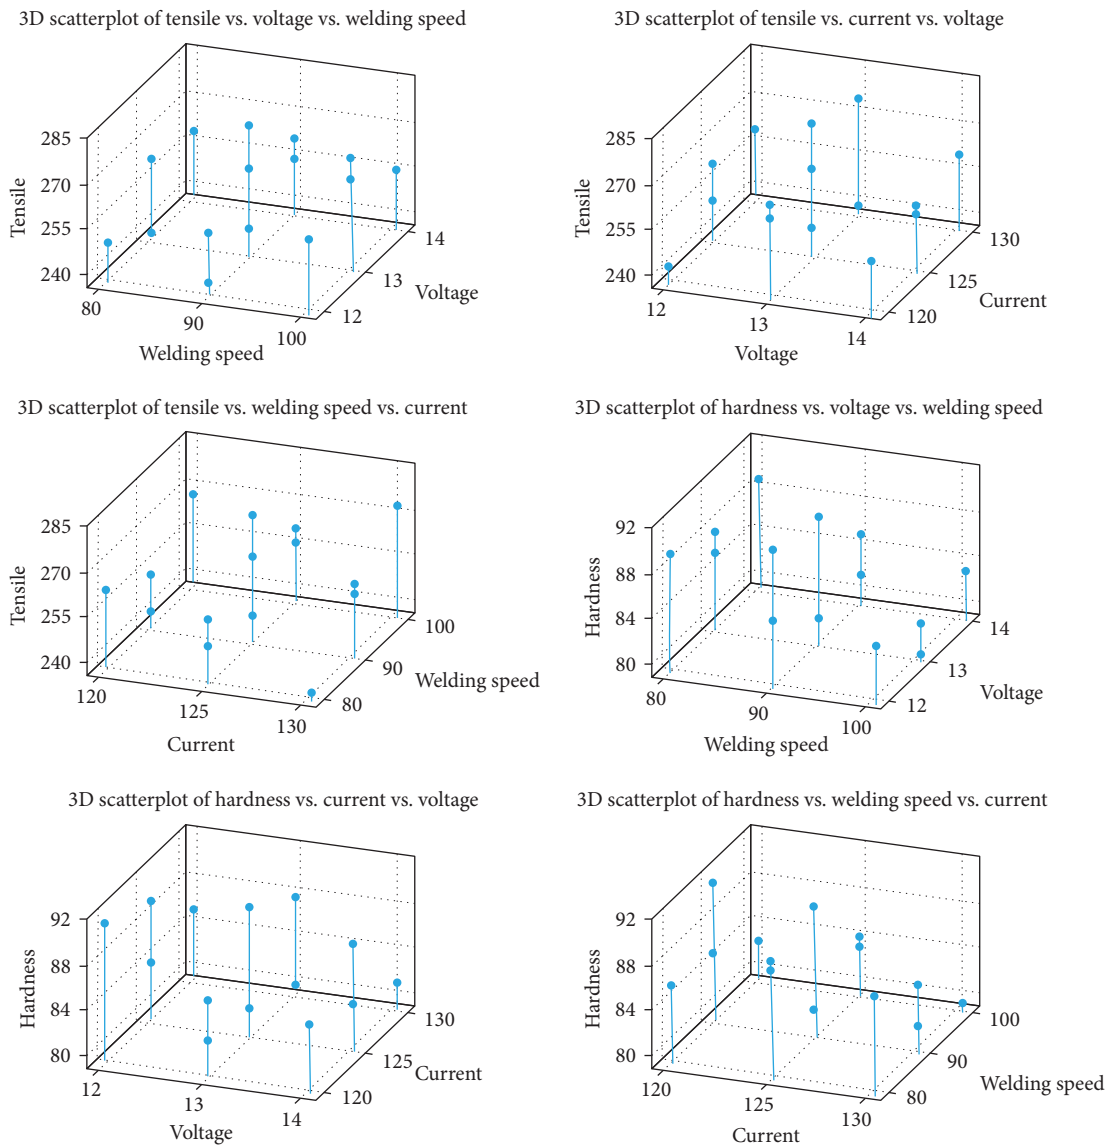 3D scatterplot of tensile vs. voltage vs. welding speed
285
270
255
240
Tensile
80
90
100
Welding speed
12
13
14
Voltage
3D scatterplot of tensile vs. current vs. voltage
285
270
255
240
Tensile
12
13
14
Voltage
120
125
130
Current
3D scatterplot of tensile vs. welding speed vs. current
285
270
255
240
Tensile
120
125
130
Current
80
90
100
Welding speed
3D scatterplot of hardness vs. voltage vs. welding speed
92
88
84
80
Hardness
80
90
100
Welding speed
12
13
14
Voltage
3D scatterplot of hardness vs. current vs. voltage
92
88
84
80
Hardness
12
13
14
Voltage
120
125
130
Current
3D scatterplot of hardness vs. welding speed vs. current
92
88
84
80
Hardness
120
125
130
Current
80
90
100
Welding speed